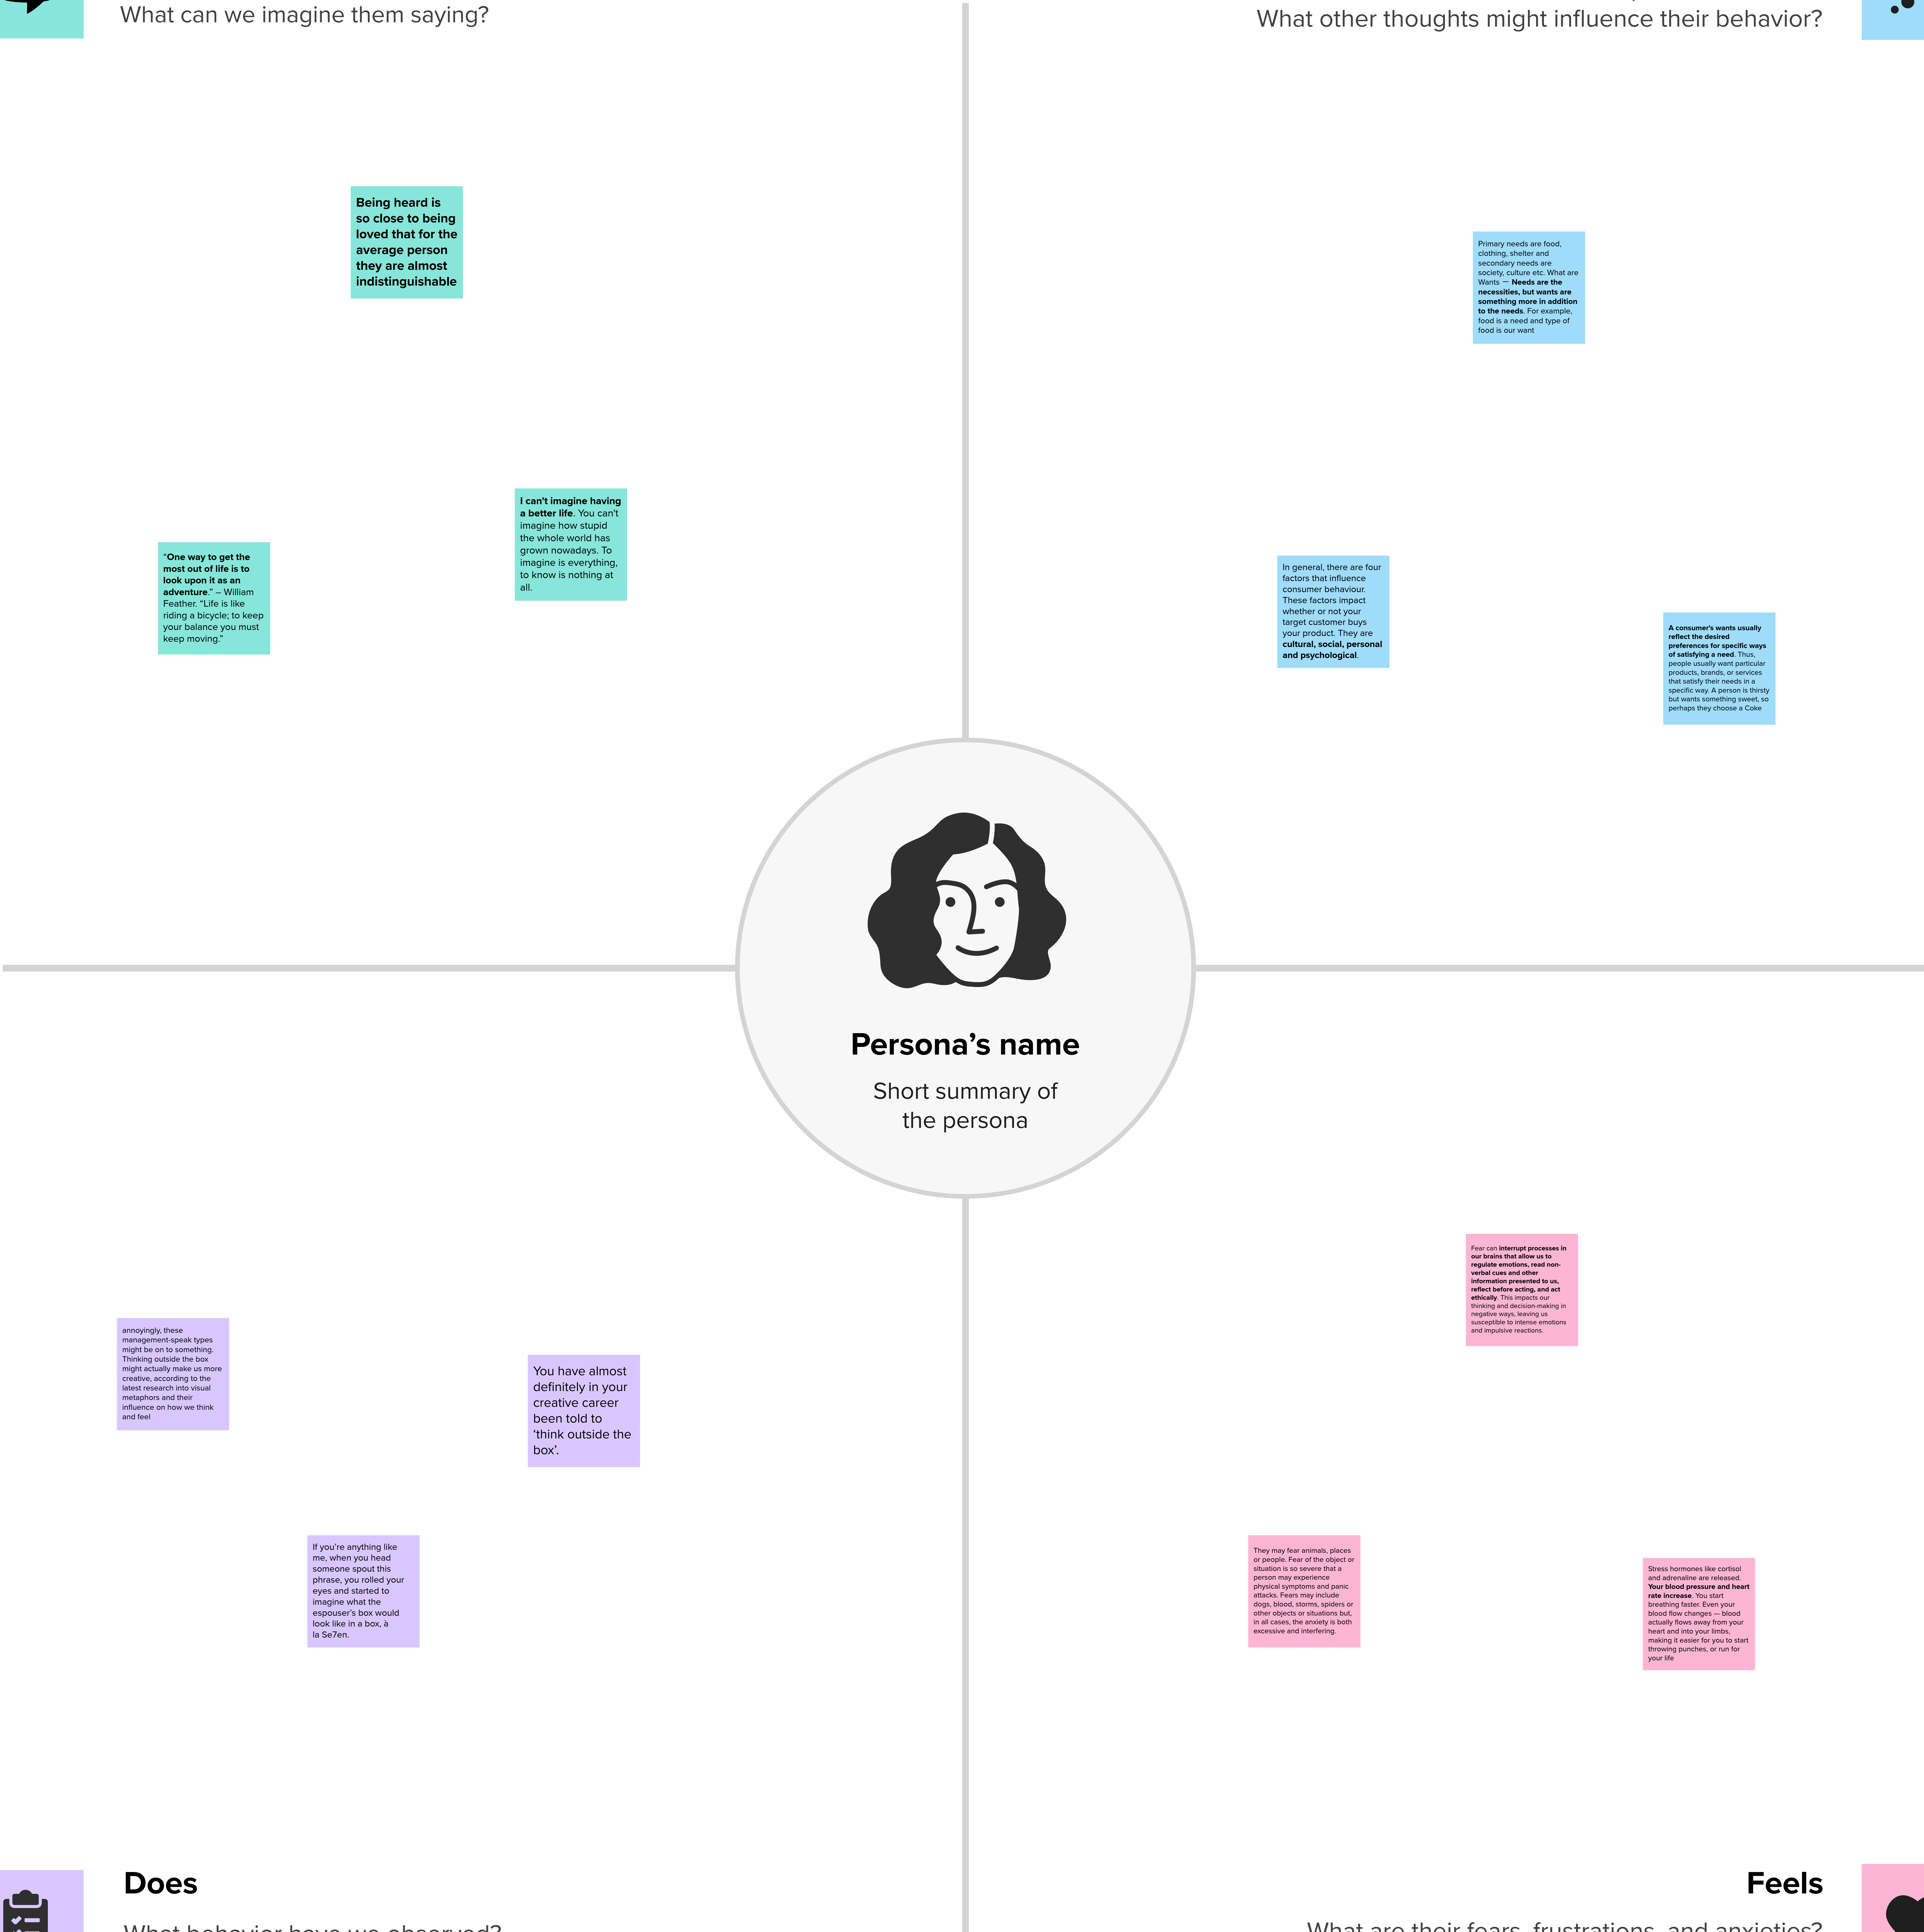 What can we imagine them saying?
What other thoughts might influence their behavior?
Being heard is
so close to being
loved that for the
average person
they are almost
indistinguishable
Primary needs are food,
clothing, shelter and
secondary needs are
society, culture etc. What are
Wants — Needs are the
necessities, but wants are
something more in addition
to the needs. For example,
food is a need and type of
food is our want
I can't imagine having
a better life. You can't
imagine how stupid
the whole world has
grown nowadays. To
imagine is everything,
to know is nothing at
all.
“One way to get the
most out of life is to
look upon it as an
adventure.” – William
Feather. “Life is like
riding a bicycle; to keep
your balance you must
keep moving.”
In general, there are four
factors that influence
consumer behaviour.
These factors impact
whether or not your
target customer buys
your product. They are
cultural, social, personal
and psychological.
A consumer's wants usually
reflect the desired
preferences for specific ways
of satisfying a need. Thus,
people usually want particular
products, brands, or services
that satisfy their needs in a
specific way. A person is thirsty
but wants something sweet, so
perhaps they choose a Coke
Persona’s name
Short summary of
the persona
Fear can interrupt processes in
our brains that allow us to
regulate emotions, read non-
verbal cues and other
information presented to us,
reflect before acting, and act
ethically. This impacts our
thinking and decision-making in
negative ways, leaving us
susceptible to intense emotions
and impulsive reactions.
annoyingly, these
management-speak types
might be on to something.
Thinking outside the box
might actually make us more
creative, according to the
latest research into visual
metaphors and their
influence on how we think
and feel
You have almost
definitely in your
creative career
been told to
‘think outside the
box’.
If you’re anything like
me, when you head
someone spout this
phrase, you rolled your
eyes and started to
imagine what the
espouser’s box would
look like in a box, à
la Se7en.
They may fear animals, places
or people. Fear of the object or
situation is so severe that a
person may experience
physical symptoms and panic
attacks. Fears may include
dogs, blood, storms, spiders or
other objects or situations but,
in all cases, the anxiety is both
excessive and interfering.
Stress hormones like cortisol
and adrenaline are released.
Your blood pressure and heart
rate increase. You start
breathing faster. Even your
blood flow changes — blood
actually flows away from your
heart and into your limbs,
making it easier for you to start
throwing punches, or run for
your life
Does
What behavior have we observed?
Feels
What are their fears, frustrations, and anxieties?